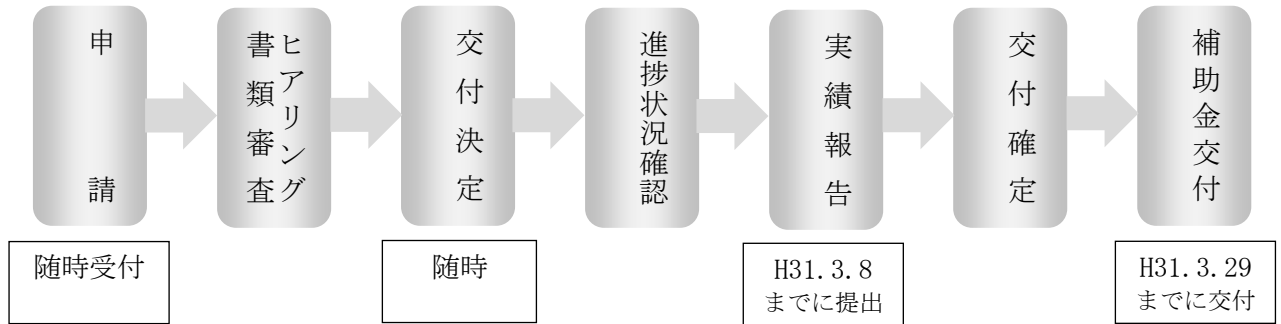 申請
ヒアリング
書類審査
交付決定
進捗状況確認
実績報告
交付確定
補助金交付
随時受付
随時
H31.3.8
までに提出
H31.3.29
までに交付